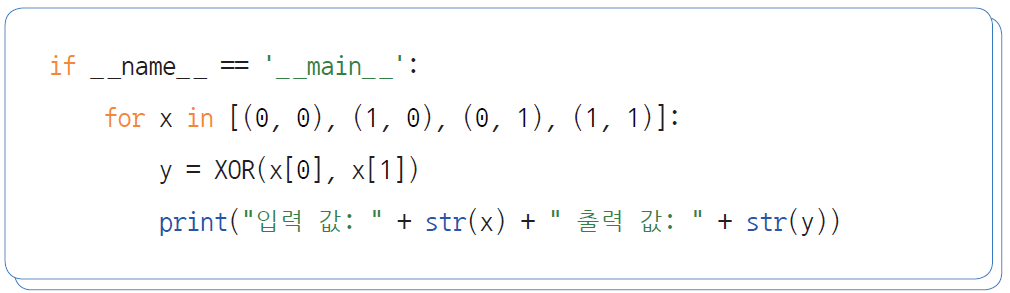 if __name__ == '__main__':
    for x in [(0, 0), (1, 0), (0, 1), (1, 1)]:
        y = XOR(x[0], x[1])
        print("입력 값: " + str(x) + " 출력 값: " + str(y))